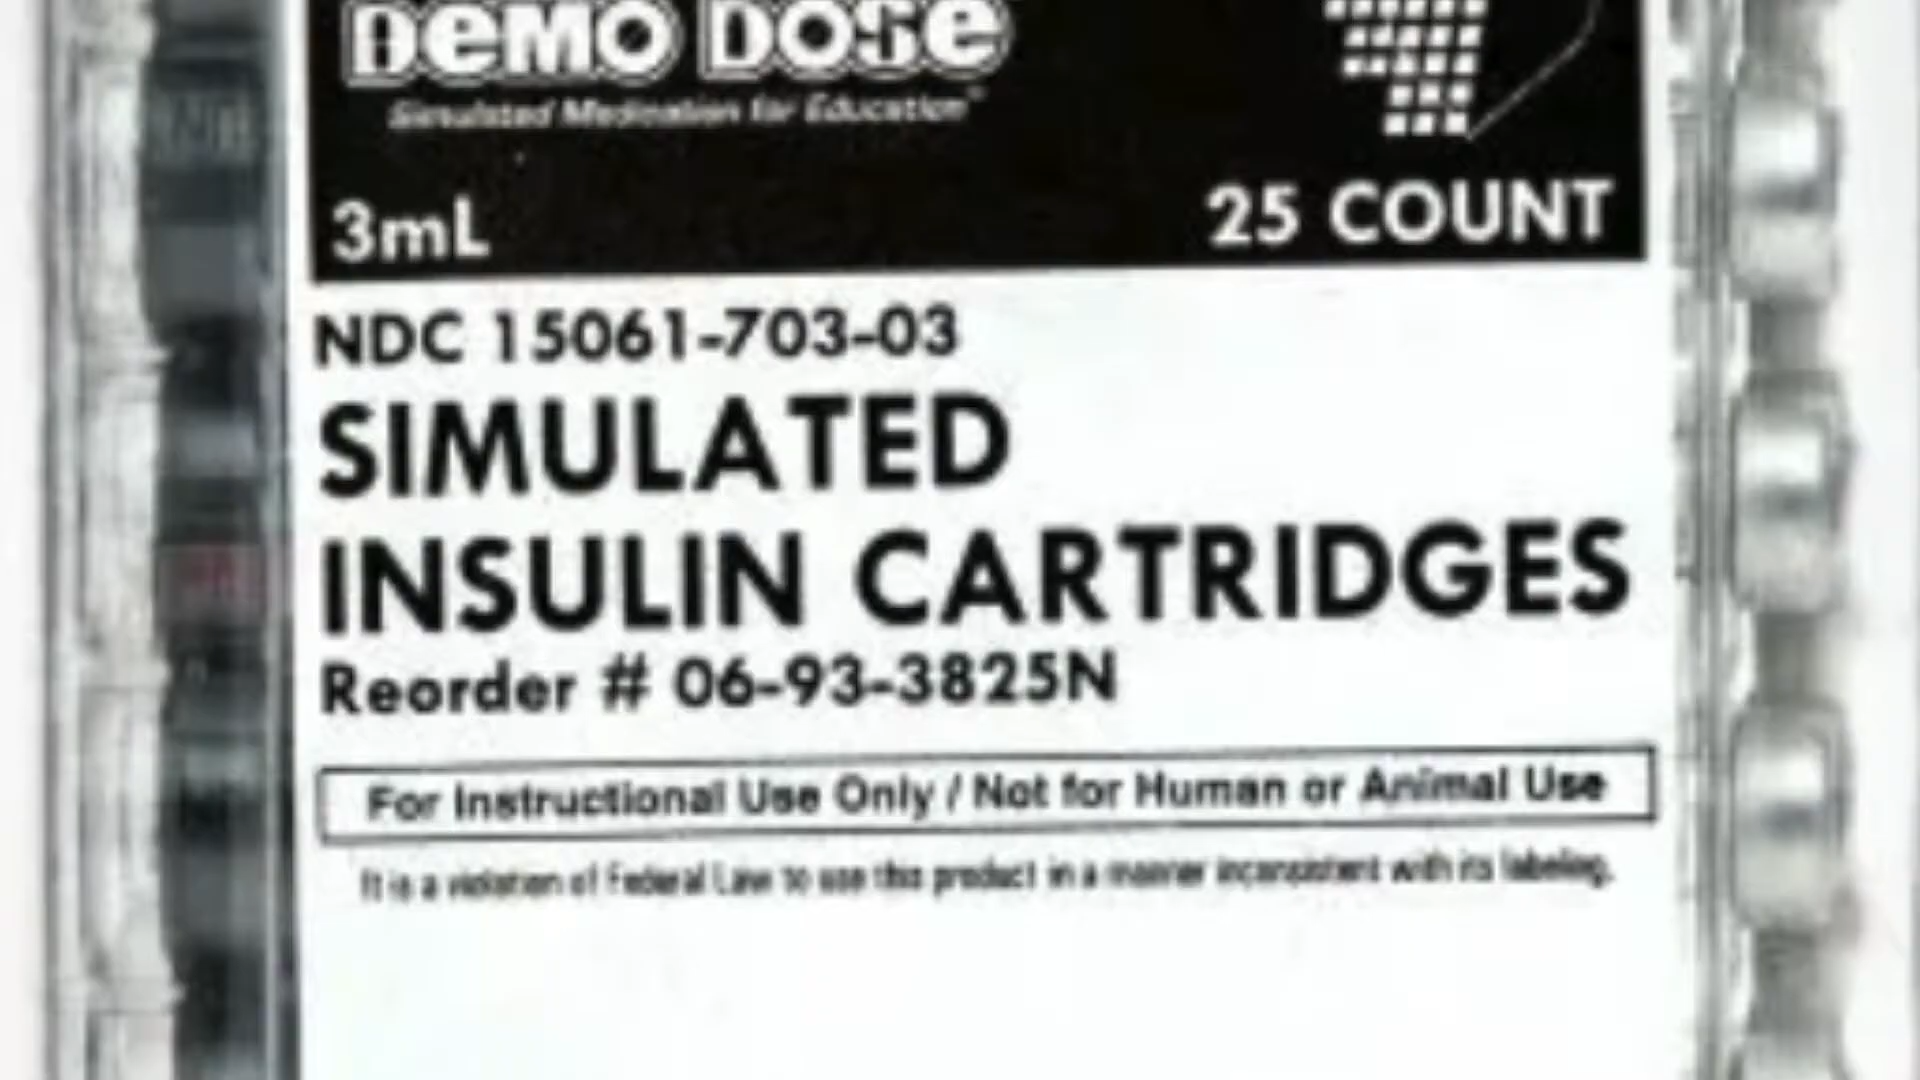 DeMO DOSe
Simulated Medication for Education™
3mL
25 COUNT
NDC 15061-703-03
SIMULATED
INSULIN CARTRIDGES
Reorder # 06-93-3825N
For Instructional Use Only / Not for Human or Animal Use
It is a violation of Federal Law to use this product in a manner inconsistent with its labeling.